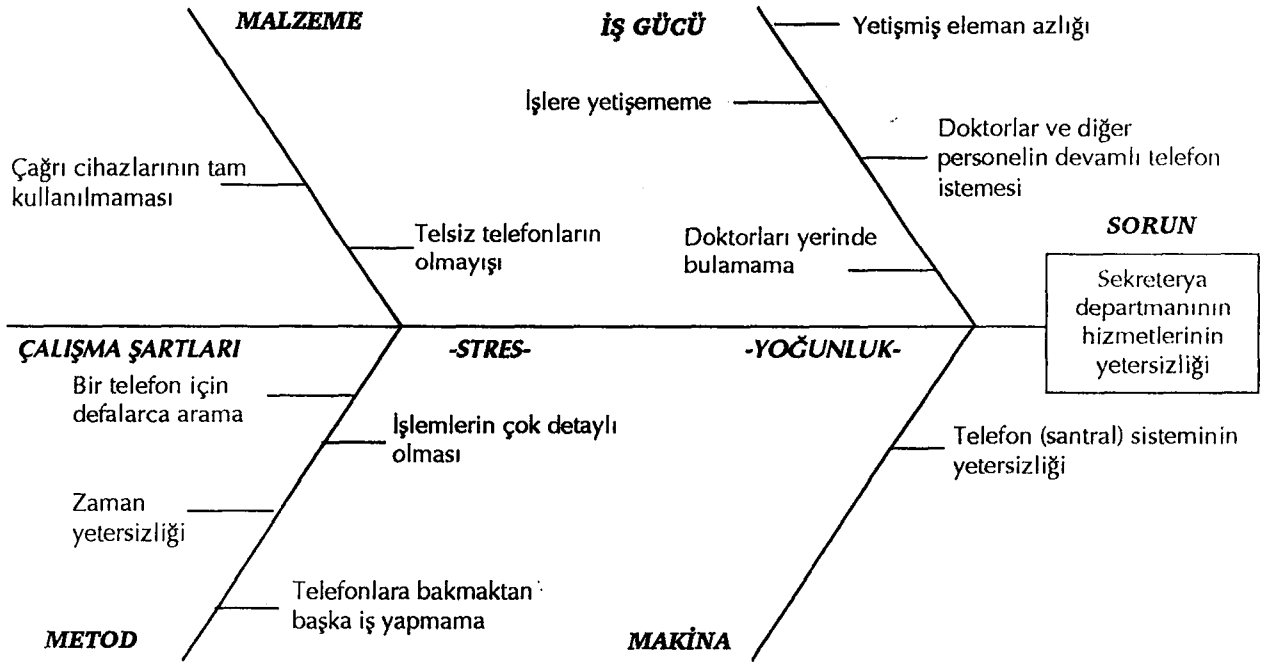 MALZEME
İŞ GÜCÜ
Yetişmiş eleman azlığı
İşlere yetişememe
Doktorlar ve diğer
personelin devamlı telefon
istemesi
Çağrı cihazlarının tam
kullanılmaması
Telsiz telefonların
olmayışı
Doktorları yerinde
bulamama
SORUN
Sekreterya
departmanının
hizmetlerinin
yetersizliği
ÇALIŞMA ŞARTLARI
-STRES-
-YOĞUNLUK-
Bir telefon için
defalarca arama
İşlemlerin çok detaylı
olması
Telefon (santral) sisteminin
yetersizliği
Zaman
yetersizliği
Telefonlara bakmaktan
başka iş yapmama
METOD
MAKİNA